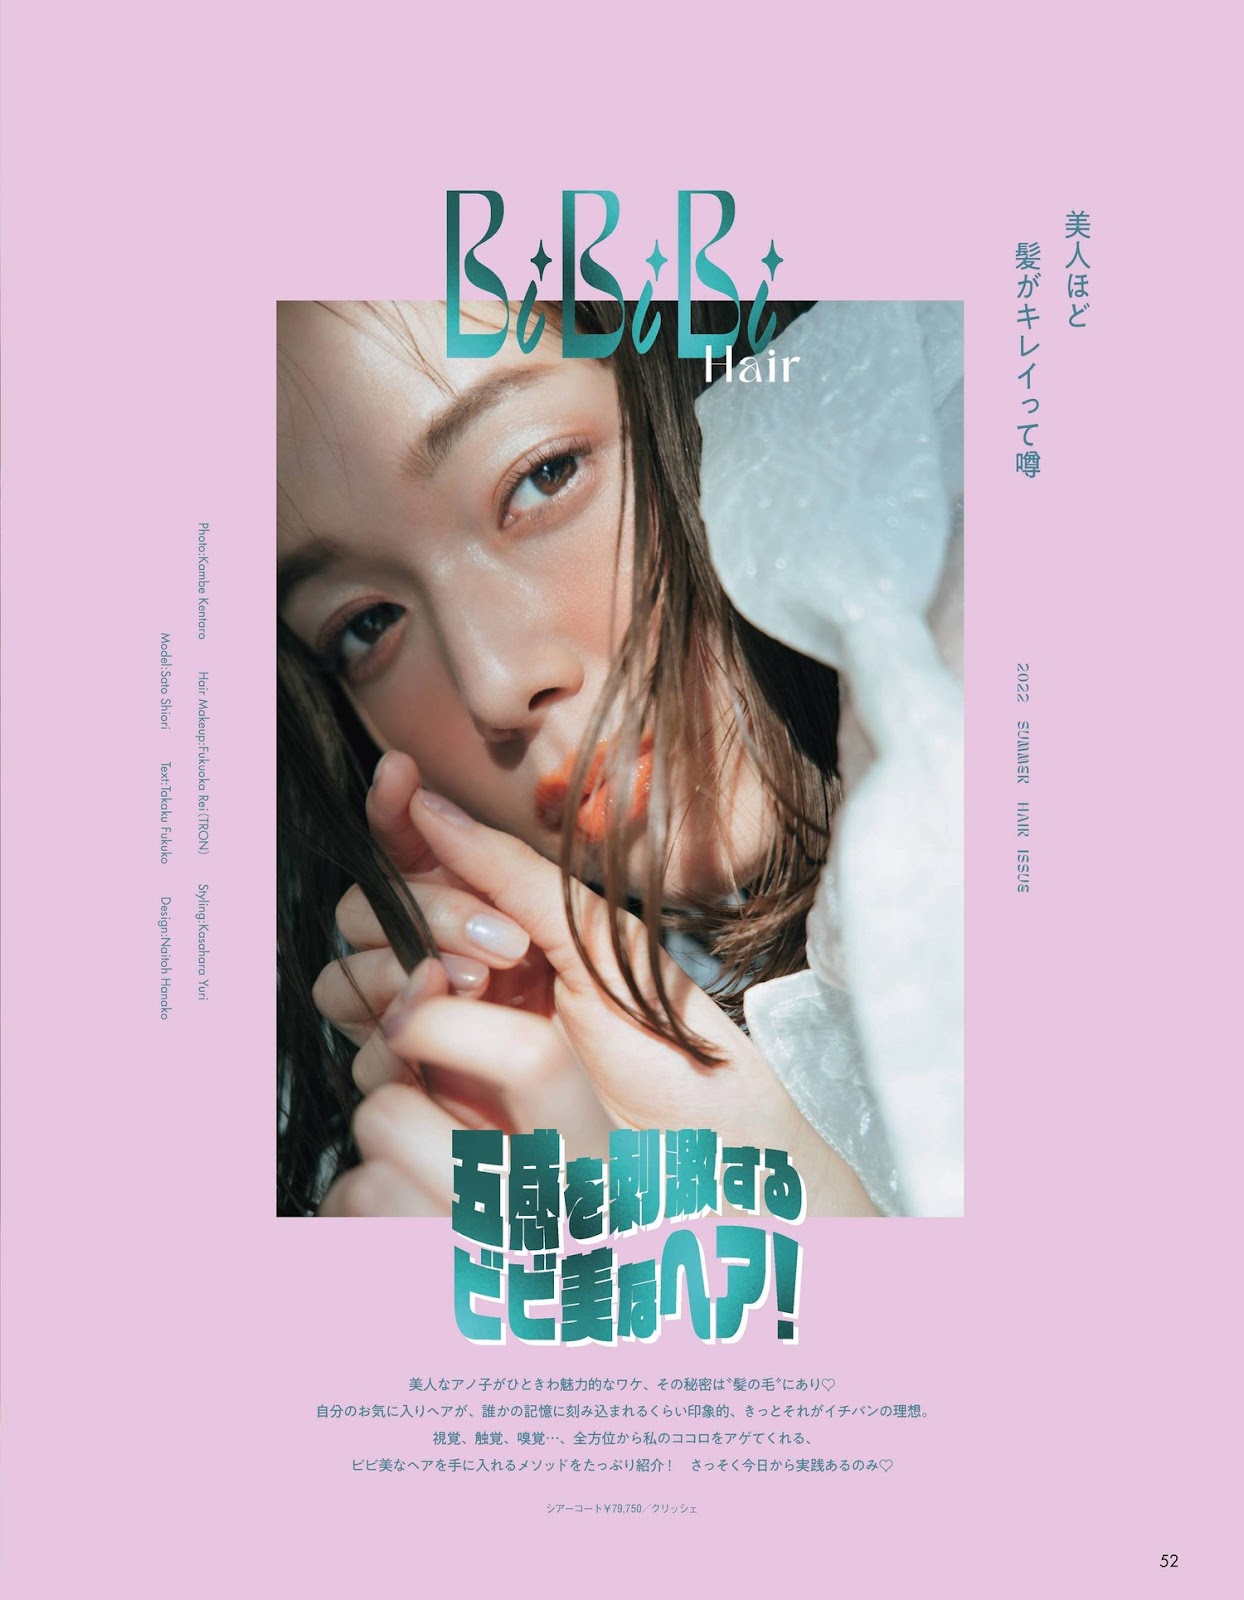 BiBiBi
Hair
美人ほど
髪がキレイって噂
2022 SUMMER HAIR ISSUE
Photo:Kambe Kentaro Hair Makeup:Fukuoka Rei(TRON) Styling:Kasahara Yuri
Model:Sato Shiori Text:Takaku Fukuko Design:Naitoh Hanako
五感を刺激する
ビビ美なヘア!
美人なアノ子がひときわ魅力的なワケ、その秘密は〝髪の毛〞にあり♡
自分のお気に入りヘアが、誰かの記憶に刻み込まれるくらい印象的、きっとそれがイチバンの理想。
視覚、触覚、嗅覚…、全方位から私のココロをアゲてくれる、
ビビ美なヘアを手に入れるメソッドをたっぷり紹介！ さっそく今日から実践あるのみ♡
シアーコート¥79,750／クリッシェ
52